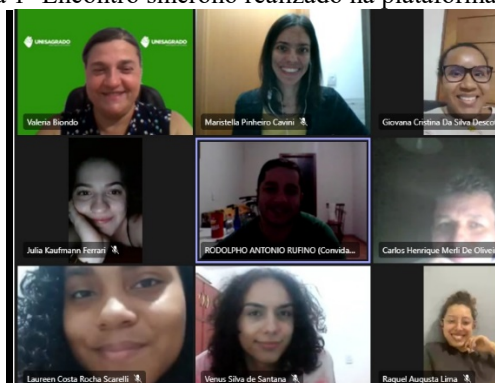 Encontro síncrono realizado na plataforma
UNISAGRADO
UNISAGRADO
Valeria Biondo
Maristella Pinheiro Cavini
Giovana Cristina Da Silva Descot
Julia Kaufmann Ferrari
RODOLPHO ANTONIO RUFINO (Convida...
Carlos Henrique Merli De Olivei
Laureen Costa Rocha Scarelli
Venus Silva de Santana
Raquel Augusta Lima